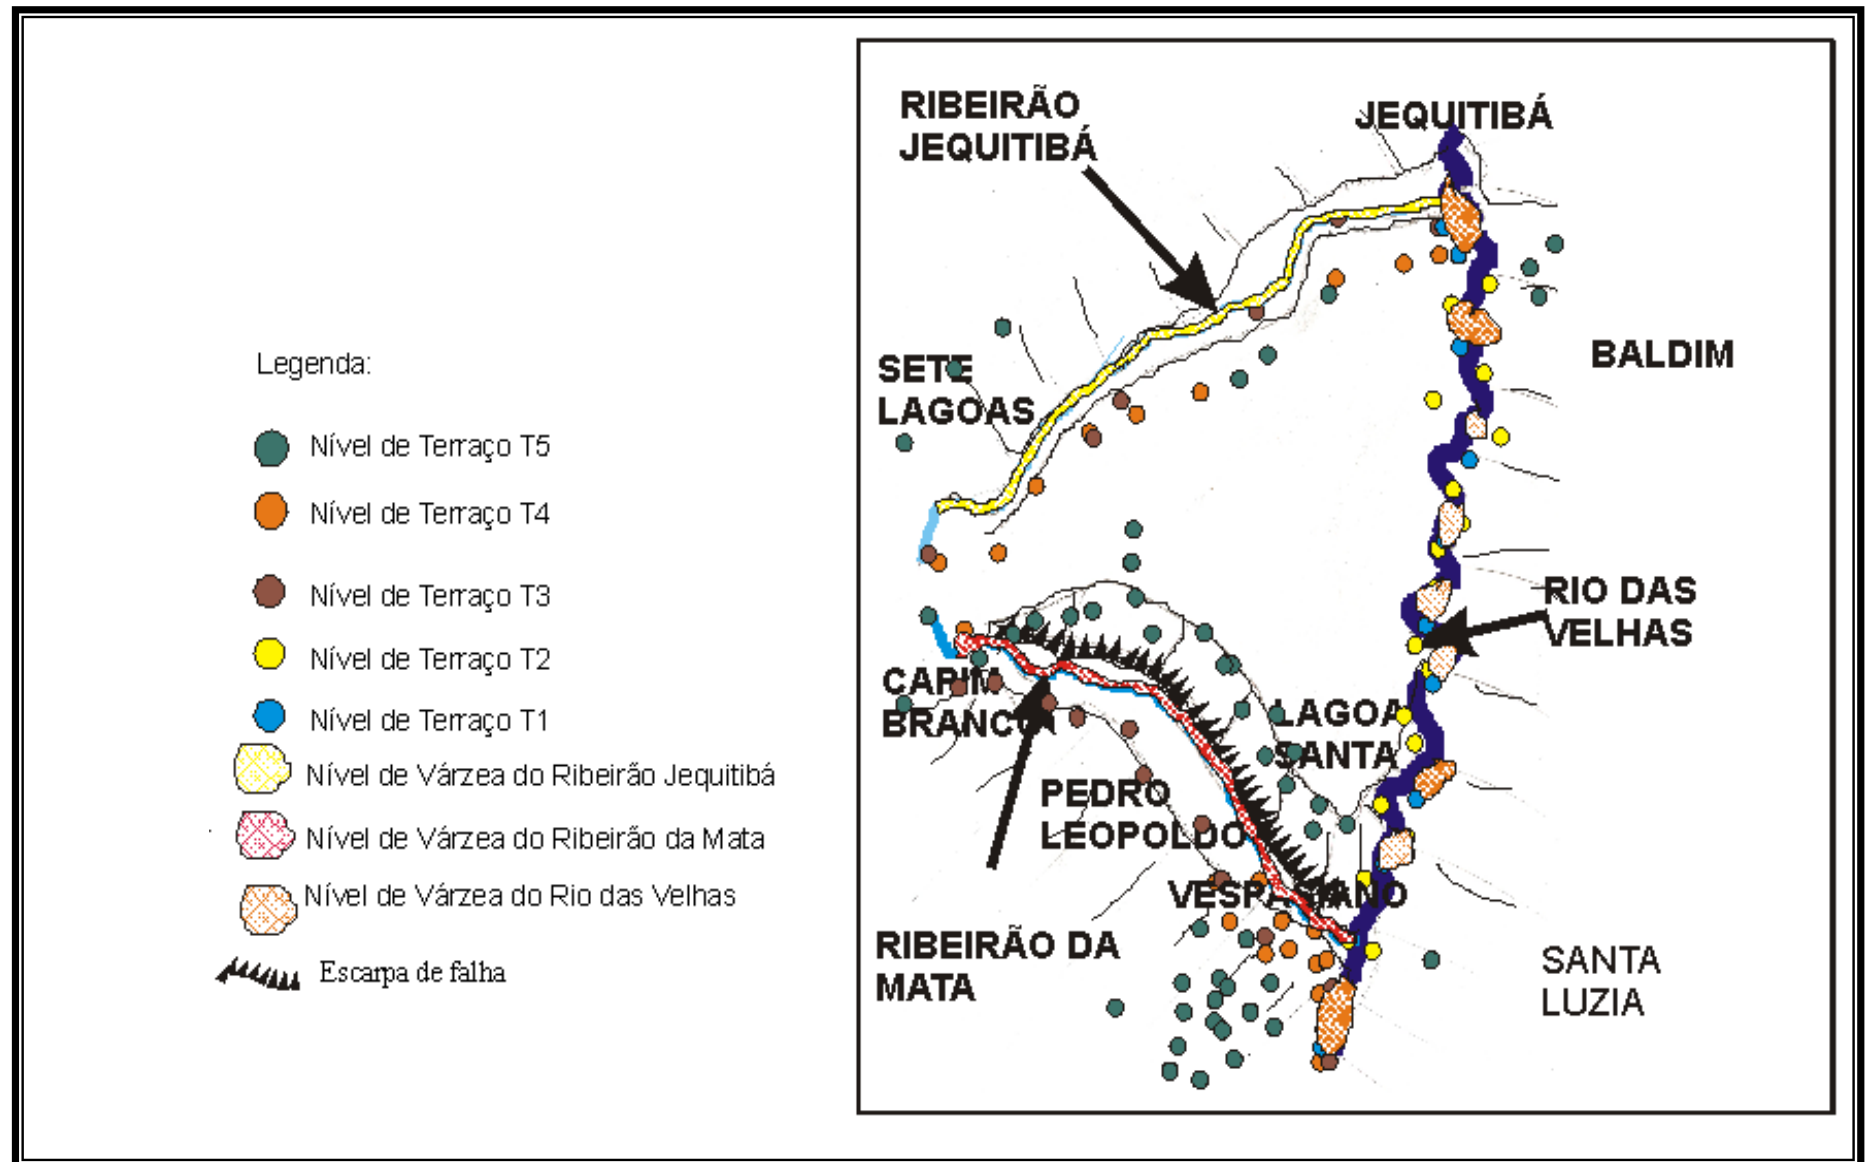 Legenda:
Nível de Terraço T5
Nível de Terraço T4
Nível de Terraço T3
Nível de Terraço T2
Nível de Terraço T1
Nível de Várzea do Ribeirão Jequitibá
Nível de Várzea do Ribeirão da Mata
Nível de Várzea do Rio das Velhas
Escarpa de falha
RIBEIRÃO
JEQUITIBÁ
JEQUITIBÁ
SETE
LAGOAS
BALDIM
RIO DAS
VELHAS
CAPIM
BRANCO
LAGOA
SANTA
PEDRO
LEOPOLDO
VESPASIANO
RIBEIRÃO DA
MATA
SANTA
LUZIA